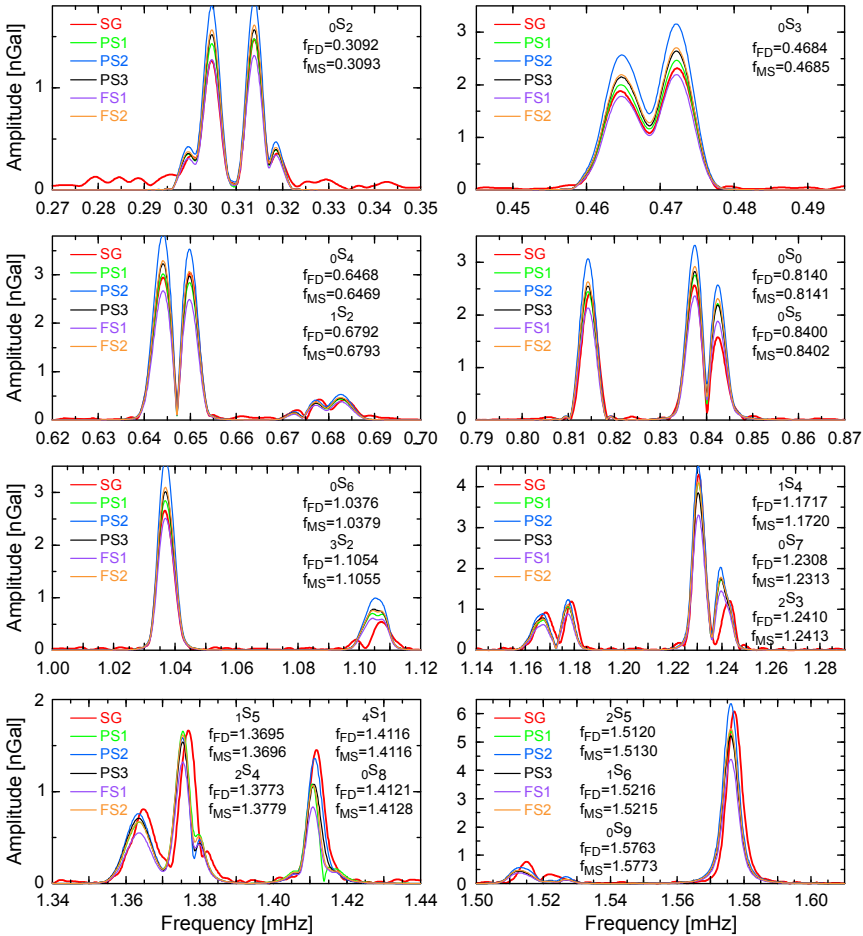 Amplitude [nGal]
SG
PS1
PS2
PS3
FS1
FS2
0S2
fFD=0.3092
fMS=0.3093
0
1
0.27 0.28 0.29 0.30 0.31 0.32 0.33 0.34 0.35
SG
PS1
PS2
PS3
FS1
FS2
0S3
fFD=0.4684
fMS=0.4685
0
1
2
3
0.45 0.46 0.47 0.48 0.49
Amplitude [nGal]
SG
PS1
PS2
PS3
FS1
FS2
0S4
fFD=0.6468
fMS=0.6469
1S2
fFD=0.6792
fMS=0.6793
0
1
2
3
0.62 0.63 0.64 0.65 0.66 0.67 0.68 0.69 0.70
SG
PS1
PS2
PS3
FS1
FS2
0S0
fFD=0.8140
fMS=0.8141
0S5
fFD=0.8400
fMS=0.8402
0
1
2
3
0.79 0.80 0.81 0.82 0.83 0.84 0.85 0.86 0.87
Amplitude [nGal]
SG
PS1
PS2
PS3
FS1
FS2
0S6
fFD=1.0376
fMS=1.0379
3S2
fFD=1.1054
fMS=1.1055
0
1
2
3
1.00 1.02 1.04 1.06 1.08 1.10 1.12
SG
PS1
PS2
PS3
FS1
FS2
1S4
fFD=1.1717
fMS=1.1720
0S7
fFD=1.2308
fMS=1.2313
2S3
fFD=1.2410
fMS=1.2413
0
1
2
3
4
1.14 1.16 1.18 1.20 1.22 1.24 1.26 1.28
Amplitude [nGal]
SG
PS1
PS2
PS3
FS1
FS2
1S5
fFD=1.3695
fMS=1.3696
2S4
fFD=1.3773
fMS=1.3779
4S1
fFD=1.4116
fMS=1.4116
0S8
fFD=1.4121
fMS=1.4128
0
1
2
1.34 1.36 1.38 1.40 1.42 1.44
Frequency [mHz]
SG
PS1
PS2
PS3
FS1
FS2
2S5
fFD=1.5120
fMS=1.5130
1S6
fFD=1.5216
fMS=1.5215
0S9
fFD=1.5763
fMS=1.5773
0
1
2
3
4
5
6
1.50 1.52 1.54 1.56 1.58 1.60
Frequency [mHz]